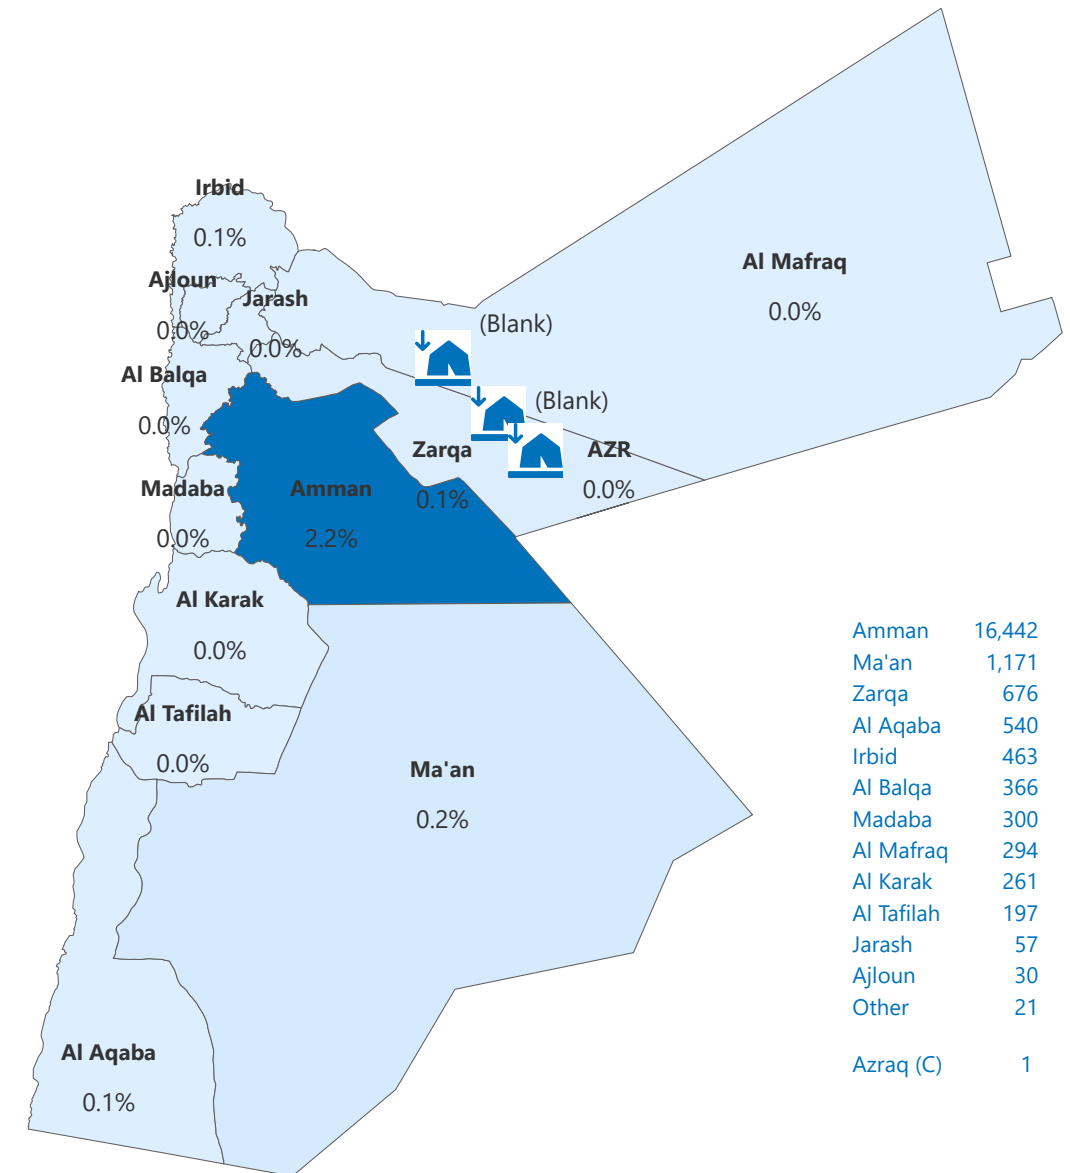 Irbid
0.1%
Al Mafraq
0.0%
Ajloun
0.0%
Jarash
0.0%
(Blank)
Al Balqa
0.0%
(Blank)
Zarqa
0.1%
AZR
0.0%
Madaba
0.0%
Amman
2.2%
Al Karak
0.0%
Al Tafilah
0.0%
Ma'an
0.2%
Al Aqaba
0.1%
Amman 16,442
Ma'an 1,171
Zarqa 676
Al Aqaba 540
Irbid 463
Al Balqa 366
Madaba 300
Al Mafraq 294
Al Karak 261
Al Tafilah 197
Jarash 57
Ajloun 30
Other 21
Azraq (C) 1